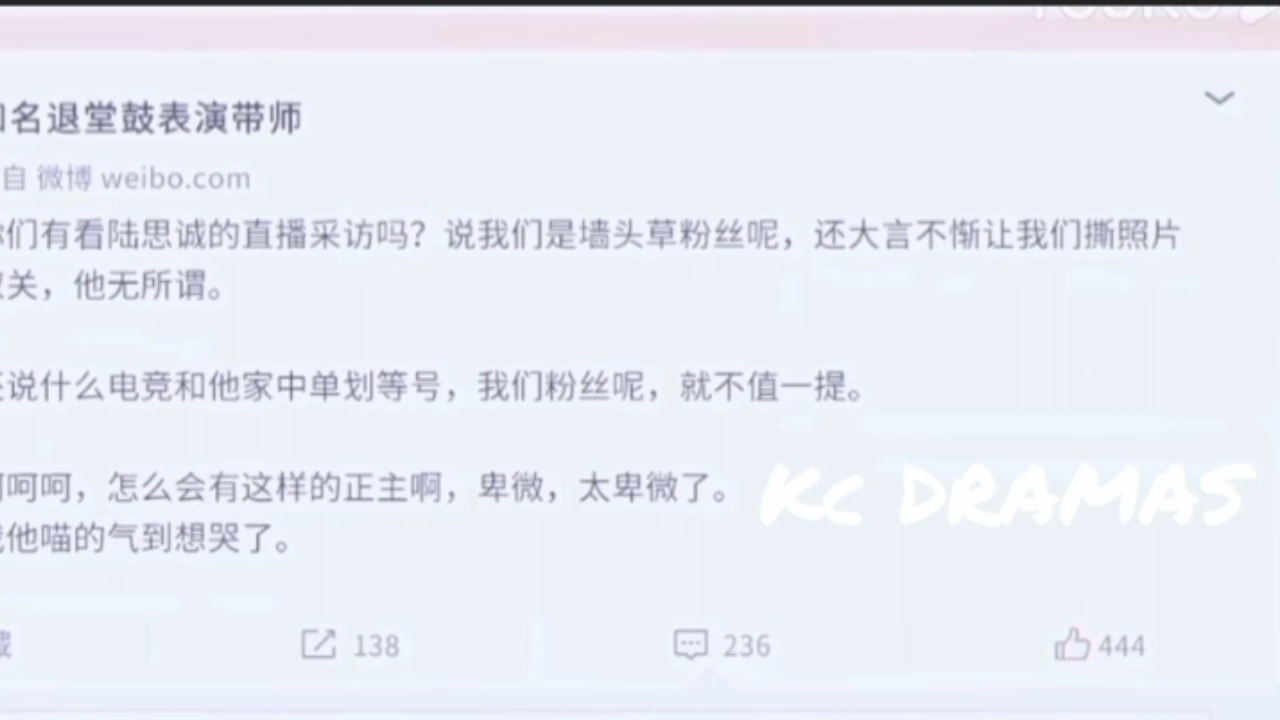 名退堂鼓表演带师
自 微博 weibo.com
们有看陆思诚的直播采访吗？说我们是墙头草粉丝呢，还大言不惭让我们撕照片
关，他无所谓。
说什么电竞和他家中单划等号，我们粉丝呢，就不值一提。
呵呵，怎么会有这样的正主啊，卑微，太卑微了。
Kc DRAMAS
他喵的气到想哭了。
138
236
444